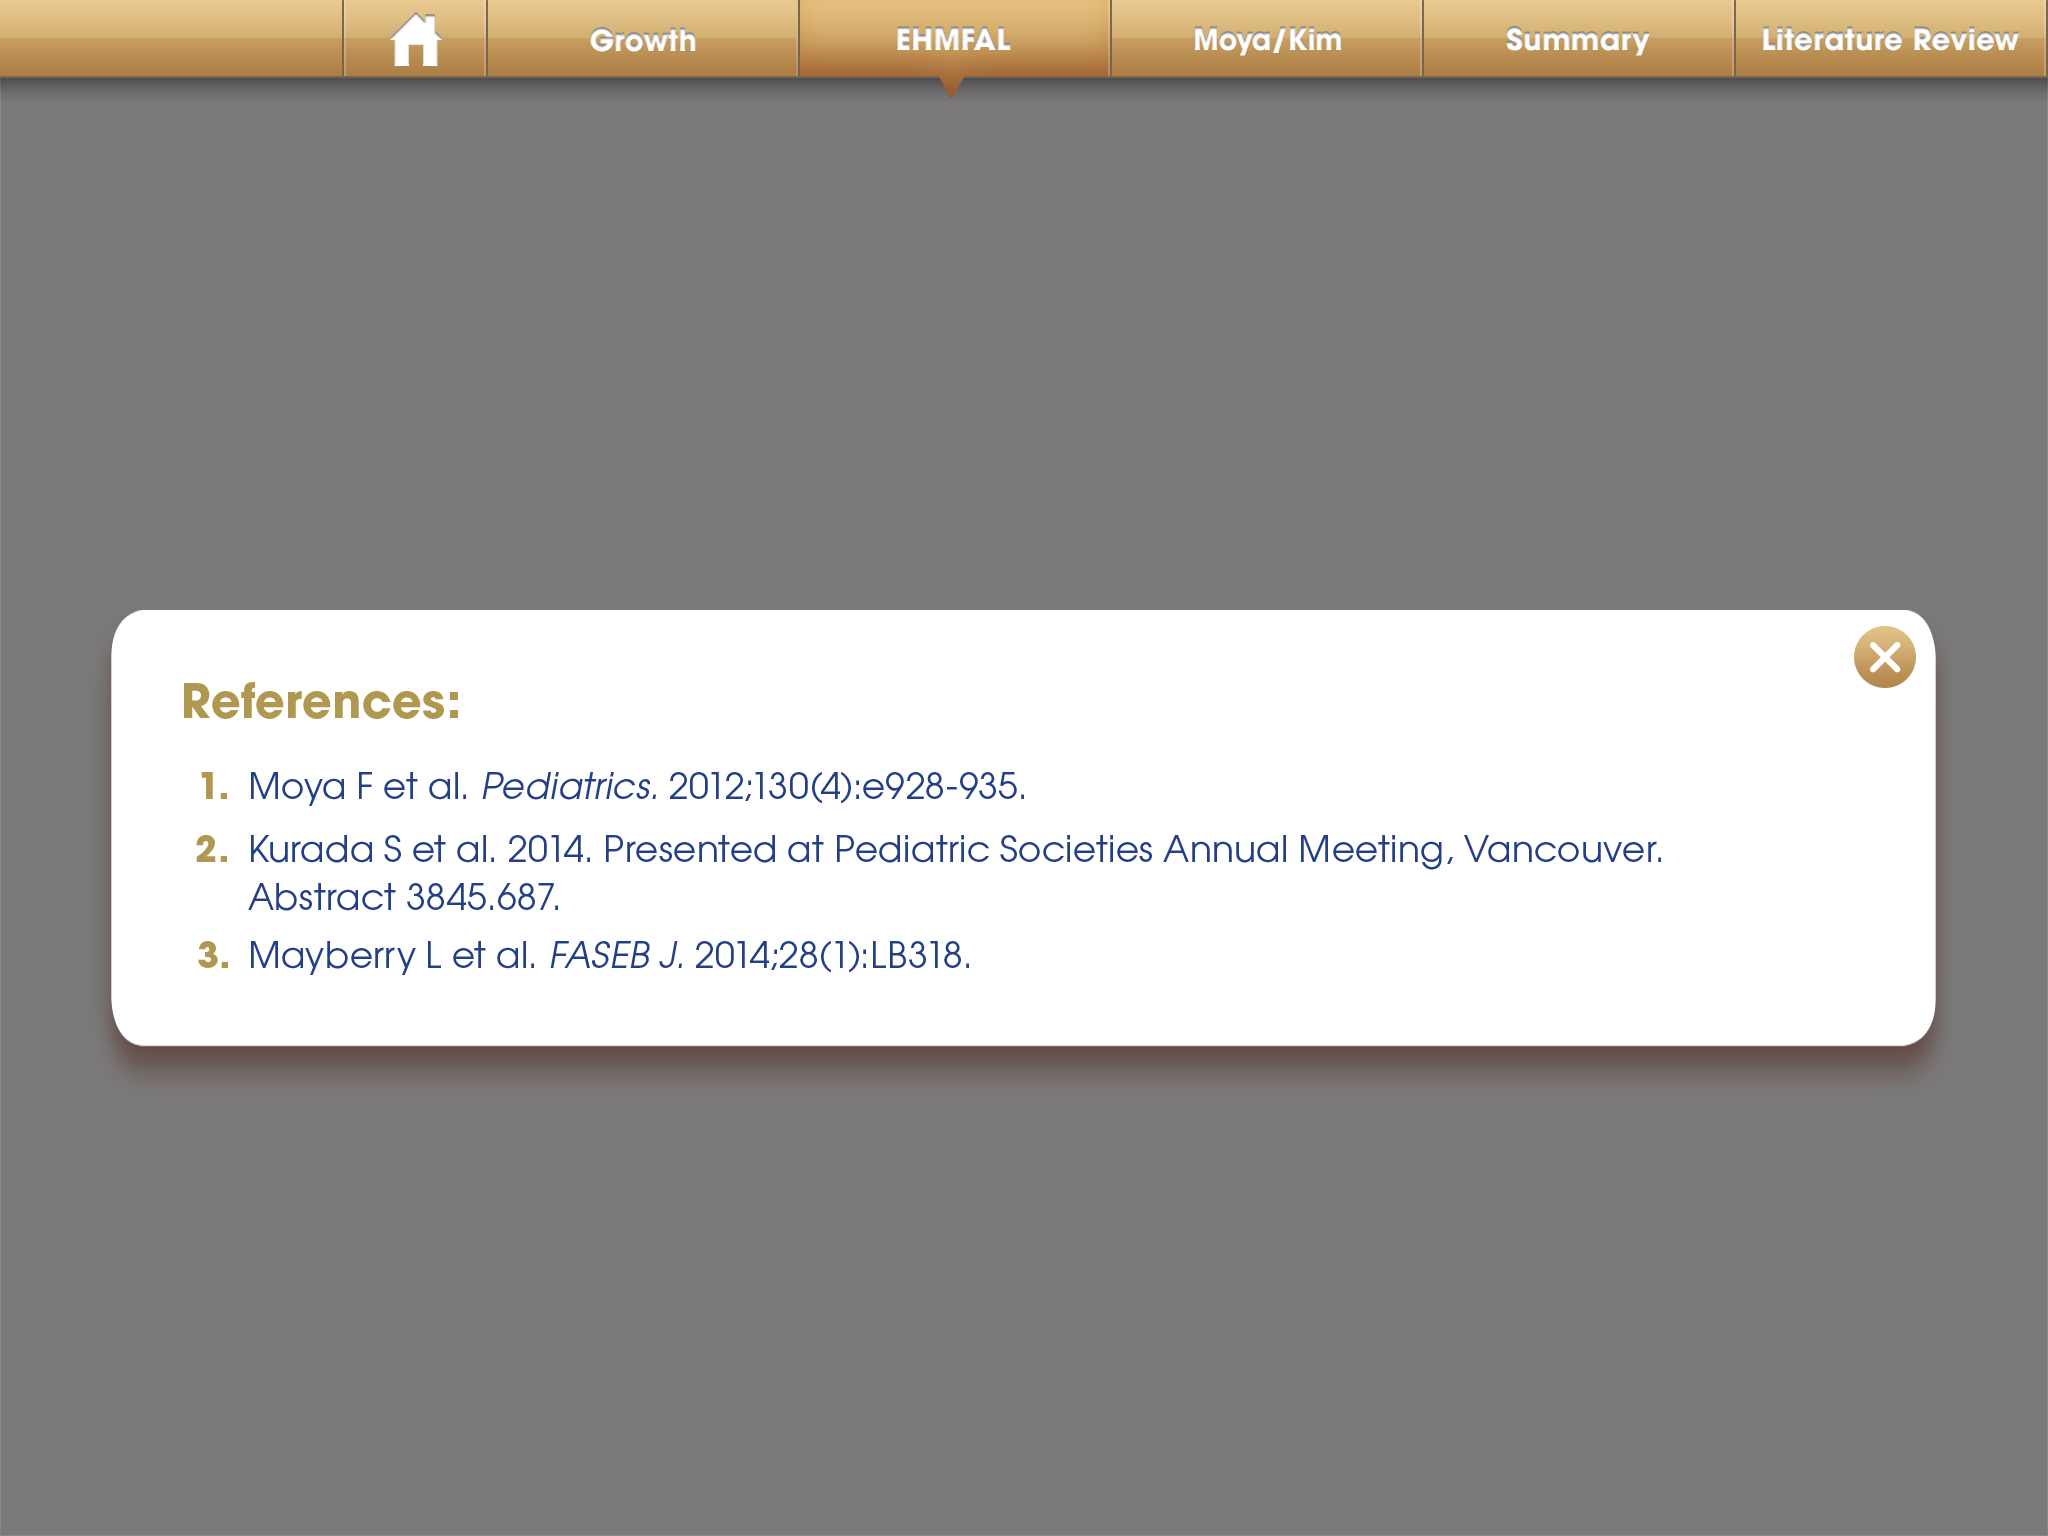 Growth
EHMFAL
Moya/Kim
Summary
Literature Review
References:
1. Moya F et al. Pediatrics. 2012;130(4):e928-935.
2. Kurada S et al. 2014. Presented at Pediatric Societies Annual Meeting, Vancouver.
Abstract 3845.687.
3. Mayberry L et al. FASEB J. 2014;28(1):LB318.